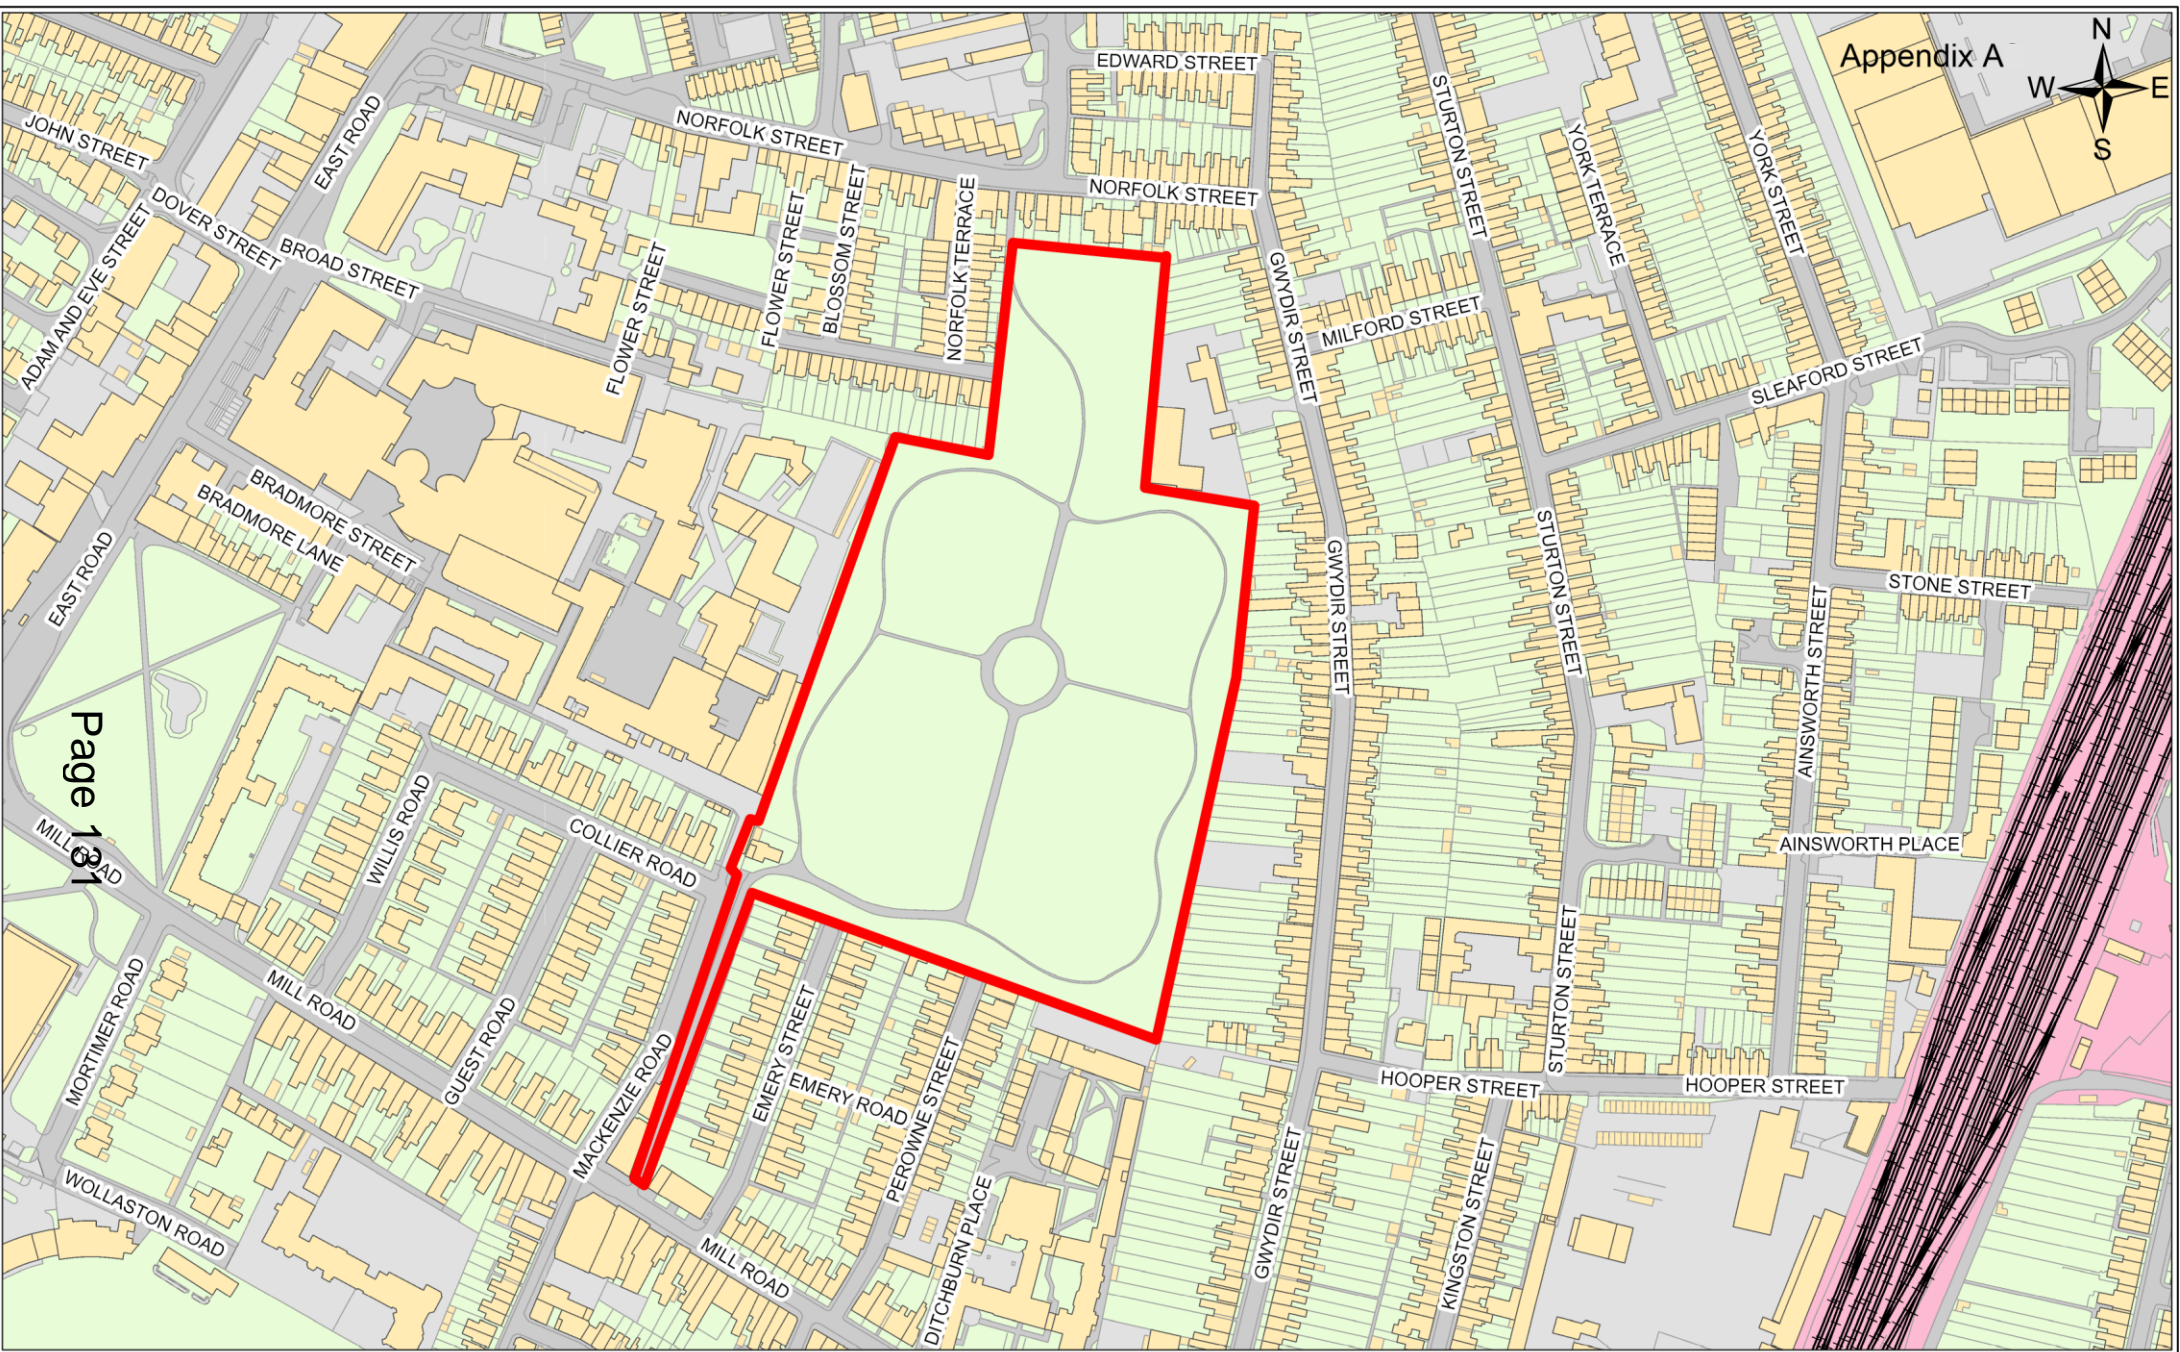 Appendix A
N
W
E
S
EDWARD STREET
JOHN STREET
EAST ROAD
NORFOLK STREET
NORFOLK STREET
STURTON STREET
YORK TERRACE
YORK STREET
DOVER STREET
ADAM AND EVE STREET
BROAD STREET
FLOWER STREET
FLOWER STREET
BLOSSOM STREET
NORFOLK TERRACE
GWYDIR STREET
MILFORD STREET
SLEAFORD STREET
BRADMORE STREET
BRADMORE LANE
EAST ROAD
GWYDIR STREET
STURTON STREET
STONE STREET
AINSWORTH STREET
Page 131
MILL ROAD
WILLIS ROAD
COLLIER ROAD
AINSWORTH PLACE
MORTIMER ROAD
MILL ROAD
GUEST ROAD
MACKENZIE ROAD
EMERY STREET
EMERY ROAD
PEROWNE STREET
STURTON STREET
HOOPER STREET
HOOPER STREET
WOLLASTON ROAD
MILL ROAD
DITCHBURN PLACE
GWYDIR STREET
KINGSTON STREET